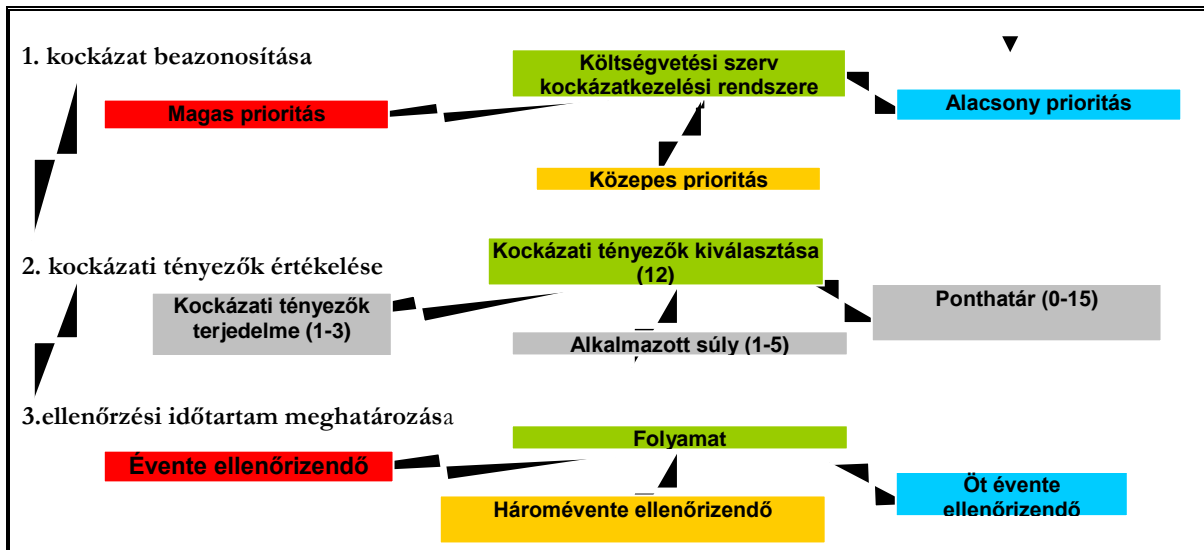 1. kockázat beazonosítása
Költségvetési szerv
kockázatkezelési rendszere
Magas prioritás
Alacsony prioritás
Közepes prioritás
2. kockázati tényezők értékelése
Kockázati tényezők kiválasztása
(12)
Kockázati tényezők
terjedelme (1-3)
Ponthatár (0-15)
Alkalmazott súly (1-5)
3.ellenőrzési időtartam meghatározása
Folyamat
Évente ellenőrizendő
Háromévente ellenőrizendő
Öt évente
ellenőrizendő